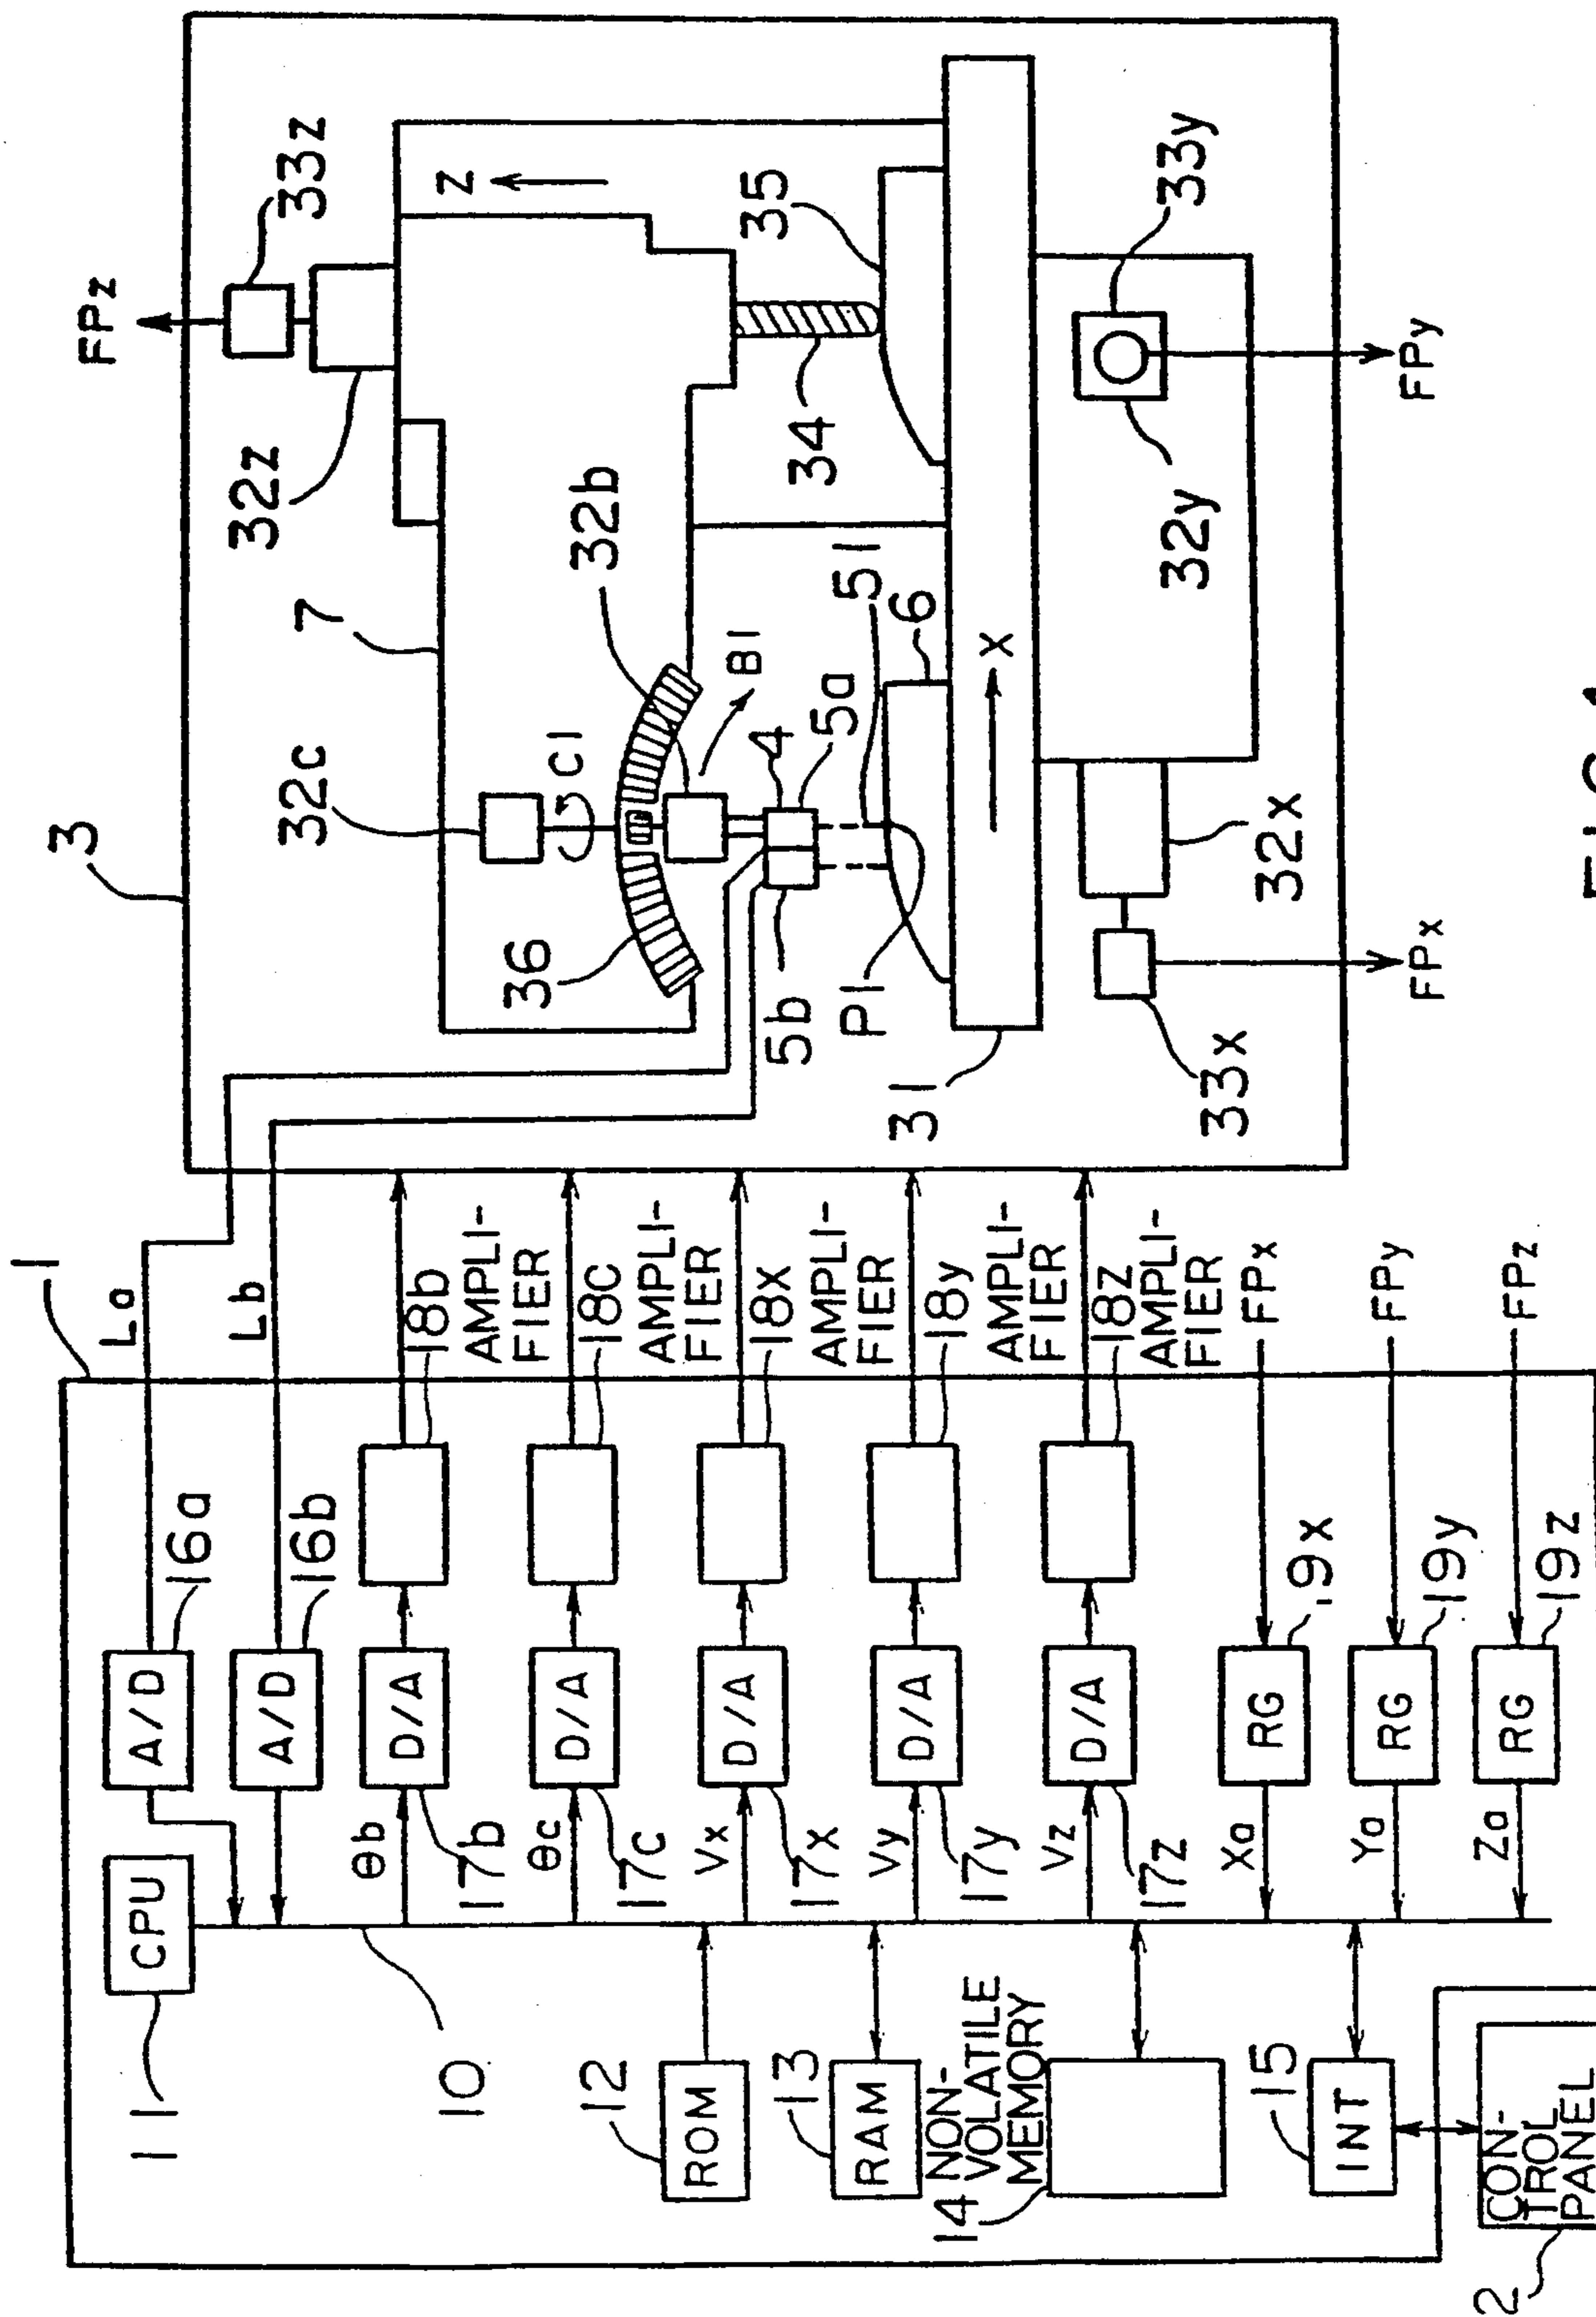 1
11
CPU
10
12
ROM
13
RAM
NON-
VOLATILE
MEMORY
14
15
INT
CON-
TROL
PANEL
2
A/D
16a
La
A/D
16b
Lb
θb
D/A
17b
18b
AMPLI-
FIER
θc
D/A
17c
18c
AMPLI-
FIER
Vx
D/A
17x
18x
AMPLI-
FIER
Vy
D/A
17y
18y
AMPLI-
FIER
Vz
D/A
17z
18z
AMPLI-
FIER
Xa
RG
19x
FPx
Ya
RG
19y
FPy
Za
RG
19z
FPz
3
7
32c
C1
36
32b
B1
4
5a
5b
P1
51
6
X
31
33x
FPx
32x
32y
33y
FPy
34
35
Z
32z
33z
FPz